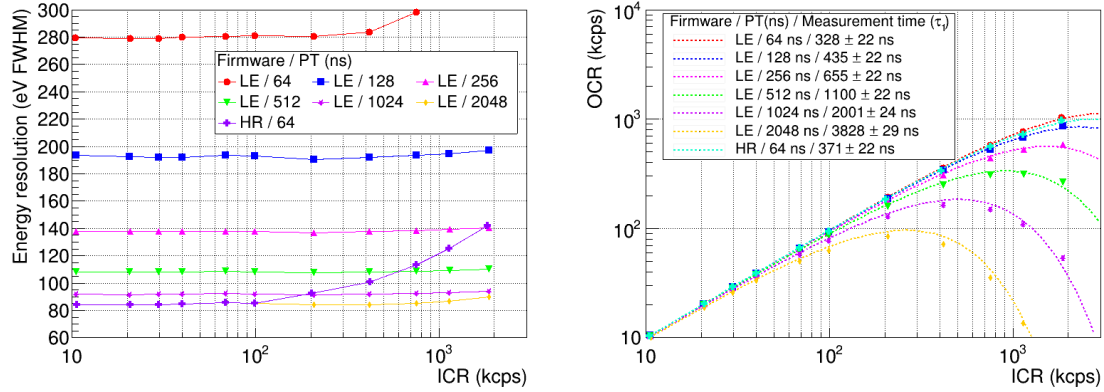 Energy resolution (eV FWHM)
300
280
260
240
220
200
180
160
140
120
100
80
60
Firmware / PT (ns)
LE / 64 LE / 128 LE / 256
LE / 512 LE / 1024 LE / 2048
HR / 64
10 10² 10³
ICR (kcps)
OCR (kcps)
10⁴
10³
10²
10
Firmware / PT(ns) / Measurement time (τ_I)
LE / 64 ns / 328 ± 22 ns
LE / 128 ns / 435 ± 22 ns
LE / 256 ns / 655 ± 22 ns
LE / 512 ns / 1100 ± 22 ns
LE / 1024 ns / 2001 ± 24 ns
LE / 2048 ns / 3828 ± 29 ns
HR / 64 ns / 371 ± 22 ns
10 10² 10³
ICR (kcps)